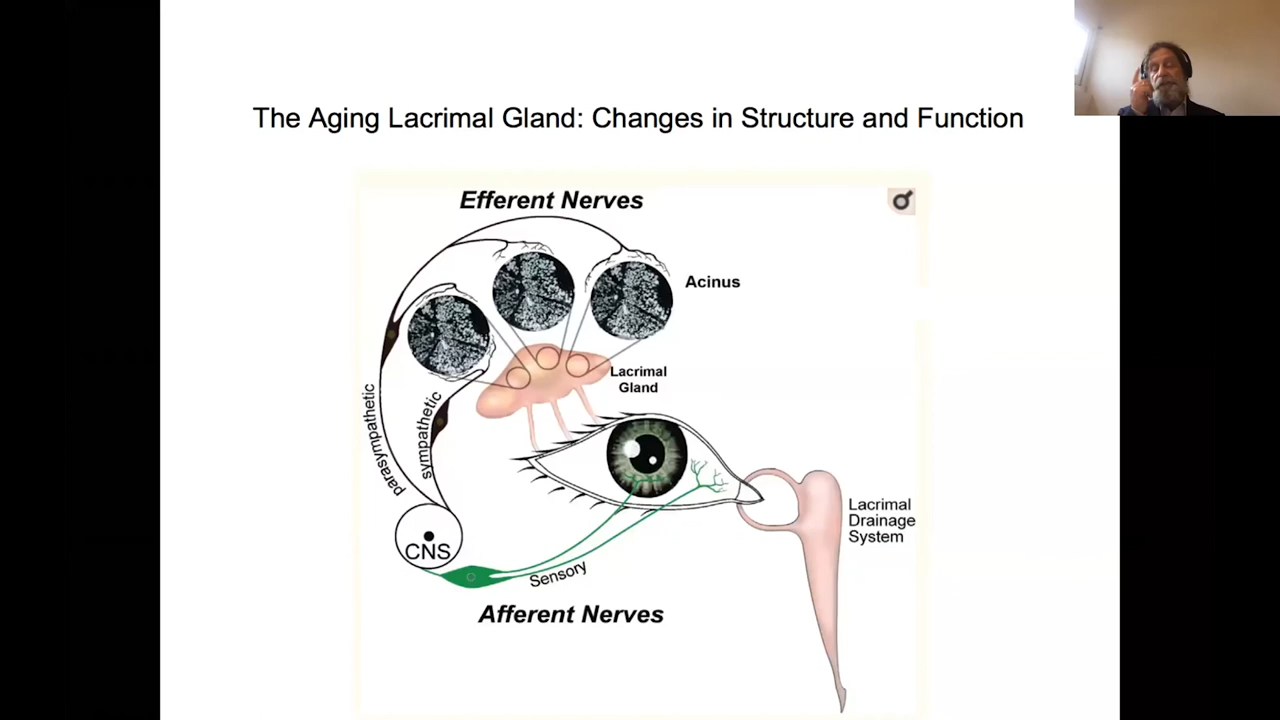 The Aging Lacrimal Gland: Changes in Structure and Function
Efferent Nerves
Acinus
Lacrimal
Gland
parasympathetic
sympathetic
CNS
Lacrimal
Drainage
System
Sensory
Afferent Nerves